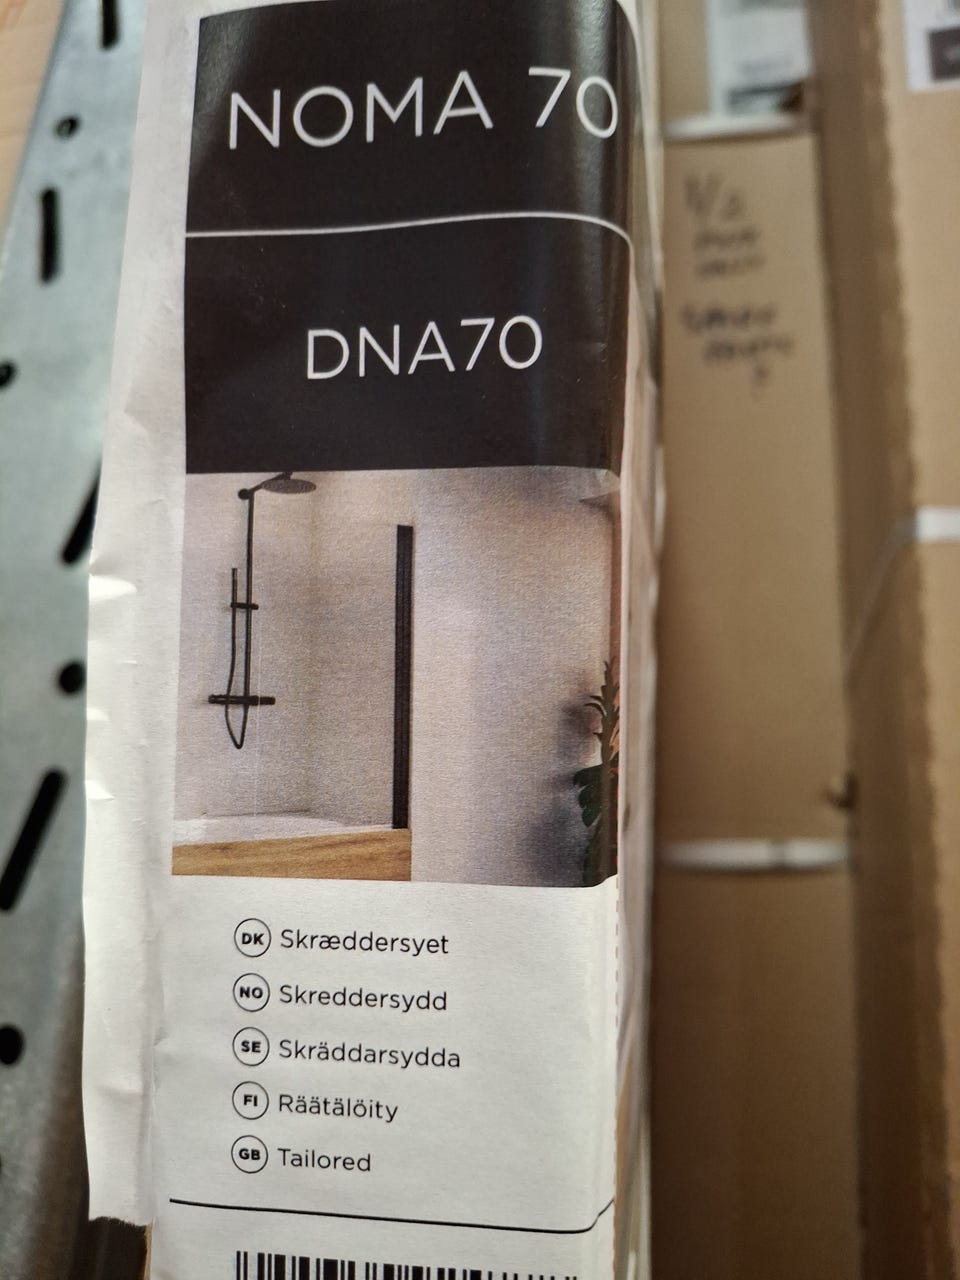 NOMA 70
DNA70
DK Skræddersyet
NO Skreddersydd
SE Skräddarsydda
FI Räätälöity
GB Tailored